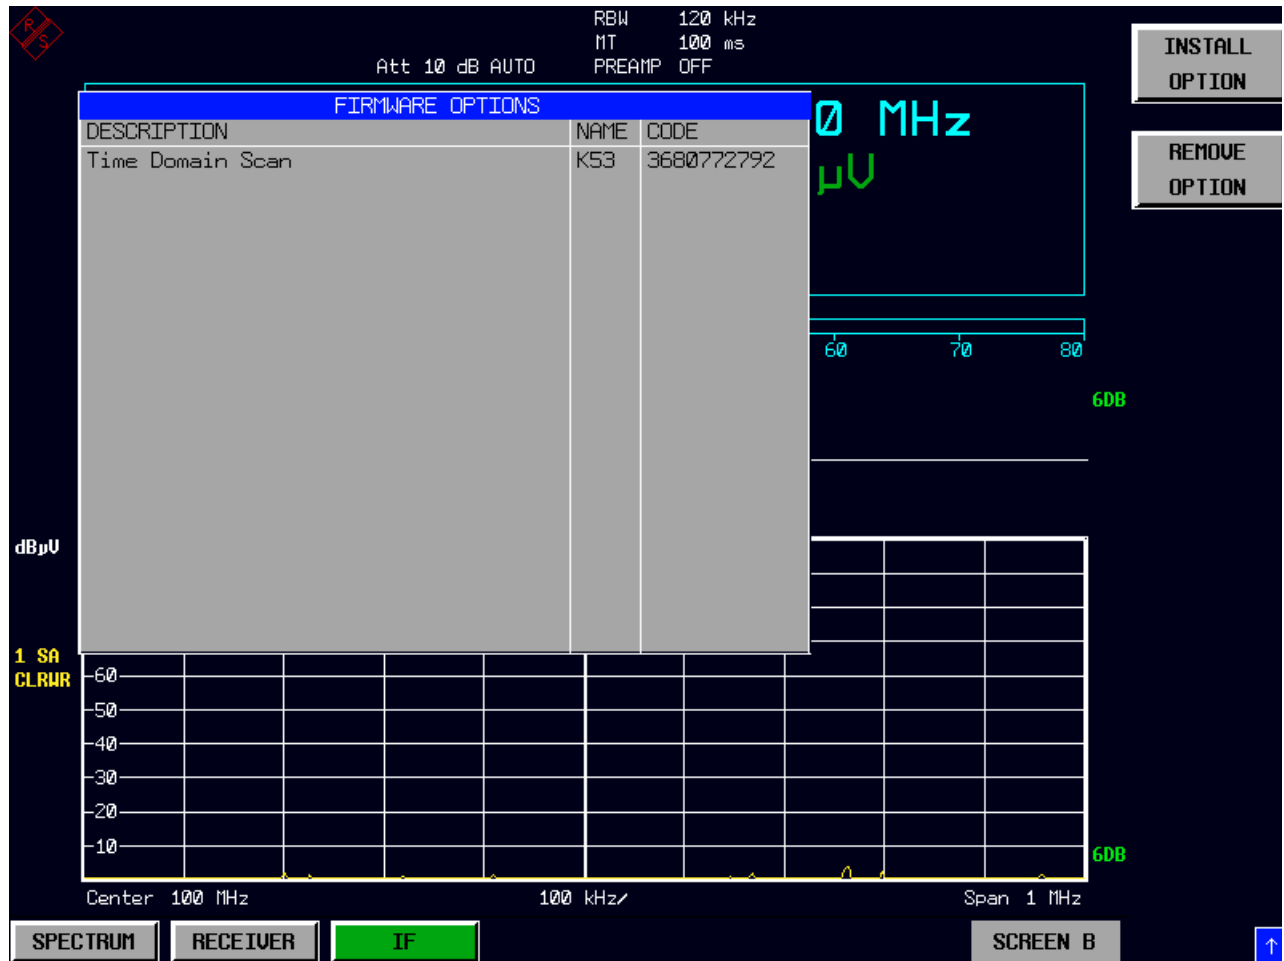 R
S
RBW 120 kHz
MT 100 ms
Att 10 dB AUTO PREAMP OFF
INSTALL
OPTION
FIRMWARE OPTIONS
DESCRIPTION NAME CODE
Time Domain Scan K53 3680772792
0 MHz
µV
REMOVE
OPTION
60 70 80
6DB
dBµV
1 SA
CLRWR
60
50
40
30
20
10
6DB
Center 100 MHz 100 kHz/ Span 1 MHz
SPECTRUM RECEIVER IF SCREEN B ↑